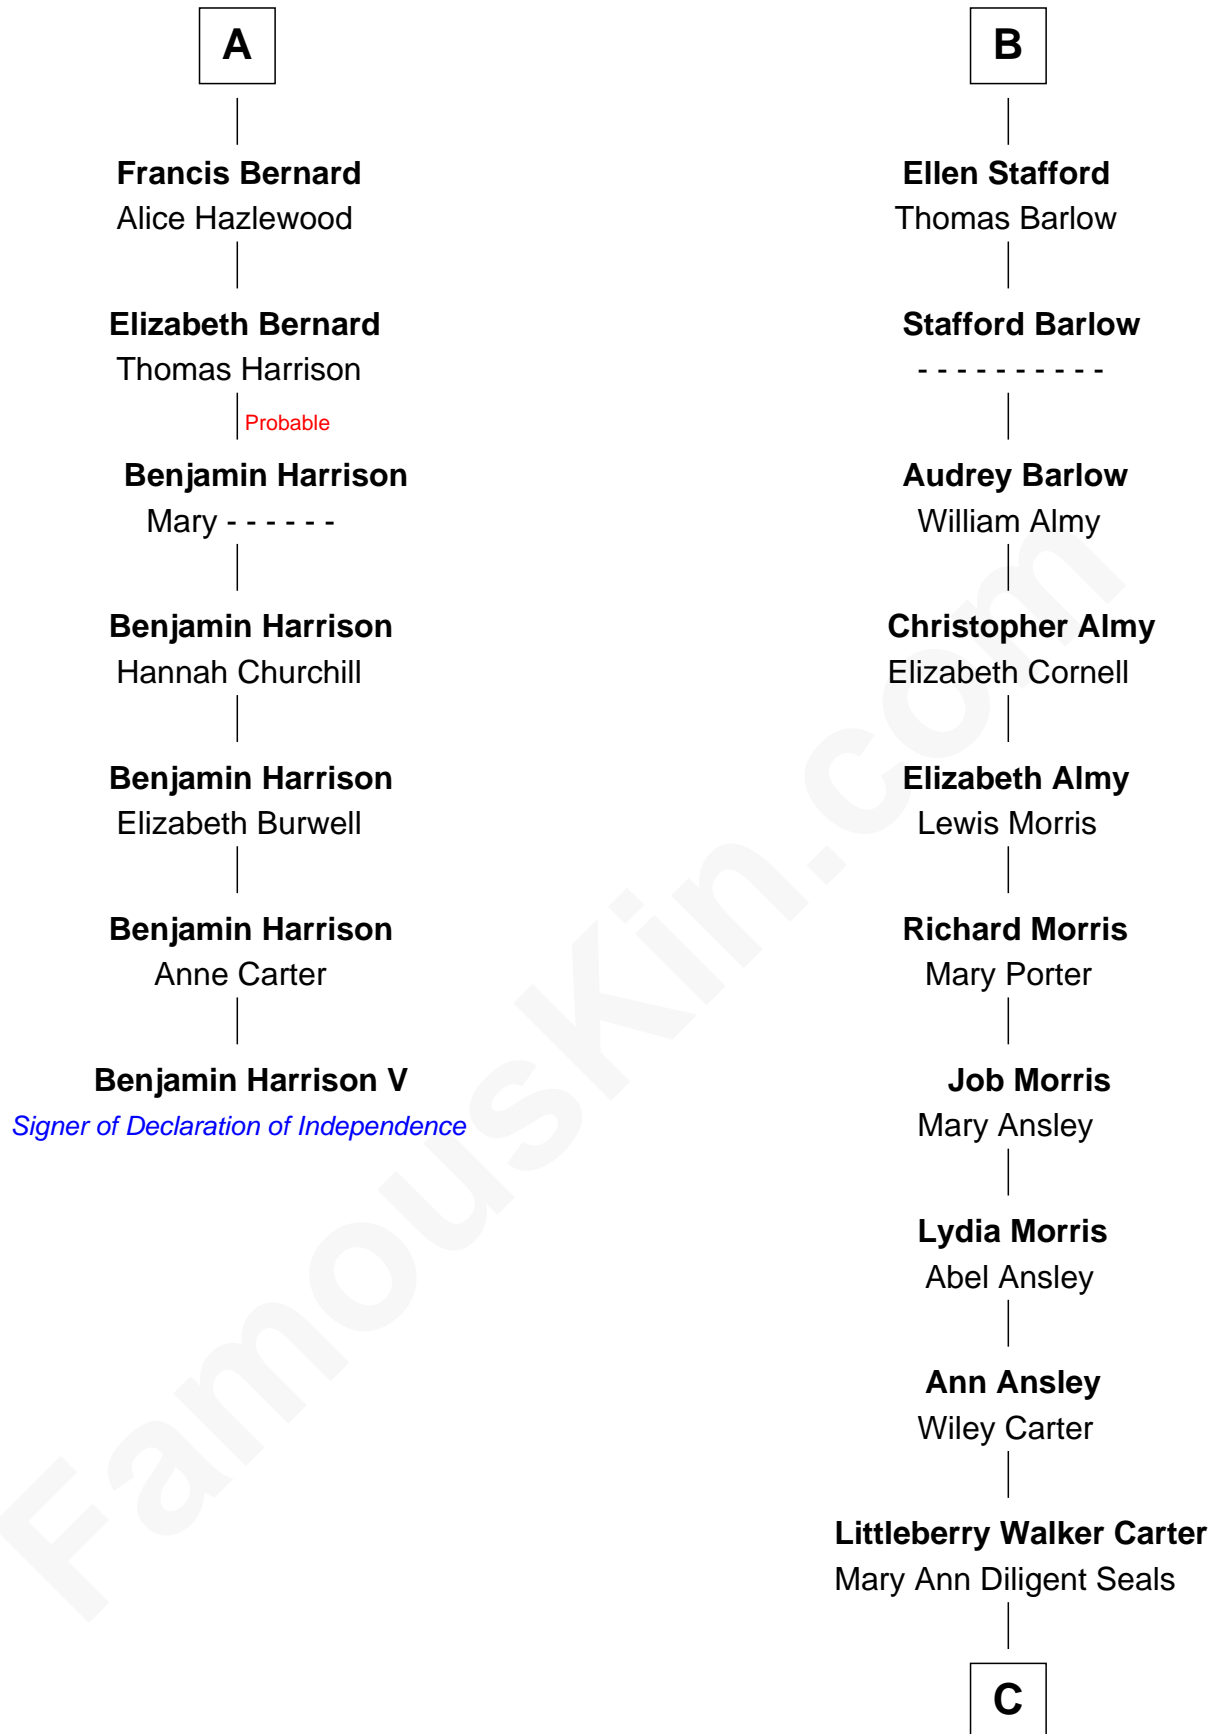 A
Francis Bernard
Alice Hazlewood
Elizabeth Bernard
Thomas Harrison
Probable
Benjamin Harrison
Mary - - - - - -
Benjamin Harrison
Hannah Churchill
Benjamin Harrison
Elizabeth Burwell
Benjamin Harrison
Anne Carter
Benjamin Harrison V
Signer of Declaration of Independence
B
Ellen Stafford
Thomas Barlow
Stafford Barlow
- - - - - - - - - -
Audrey Barlow
William Almy
Christopher Almy
Elizabeth Cornell
Elizabeth Almy
Lewis Morris
Richard Morris
Mary Porter
Job Morris
Mary Ansley
Lydia Morris
Abel Ansley
Ann Ansley
Wiley Carter
Littleberry Walker Carter
Mary Ann Diligent Seals
C
FamousKin.com